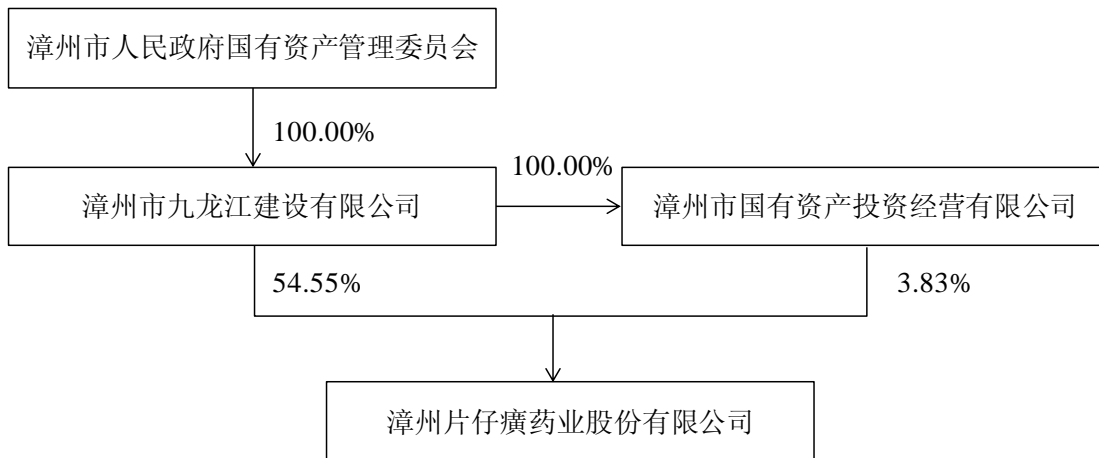 漳州市人民政府国有资产管理委员会
100.00%
100.00%
漳州市九龙江建设有限公司
漳州市国有资产投资经营有限公司
54.55%
3.83%
漳州片仔癀药业股份有限公司